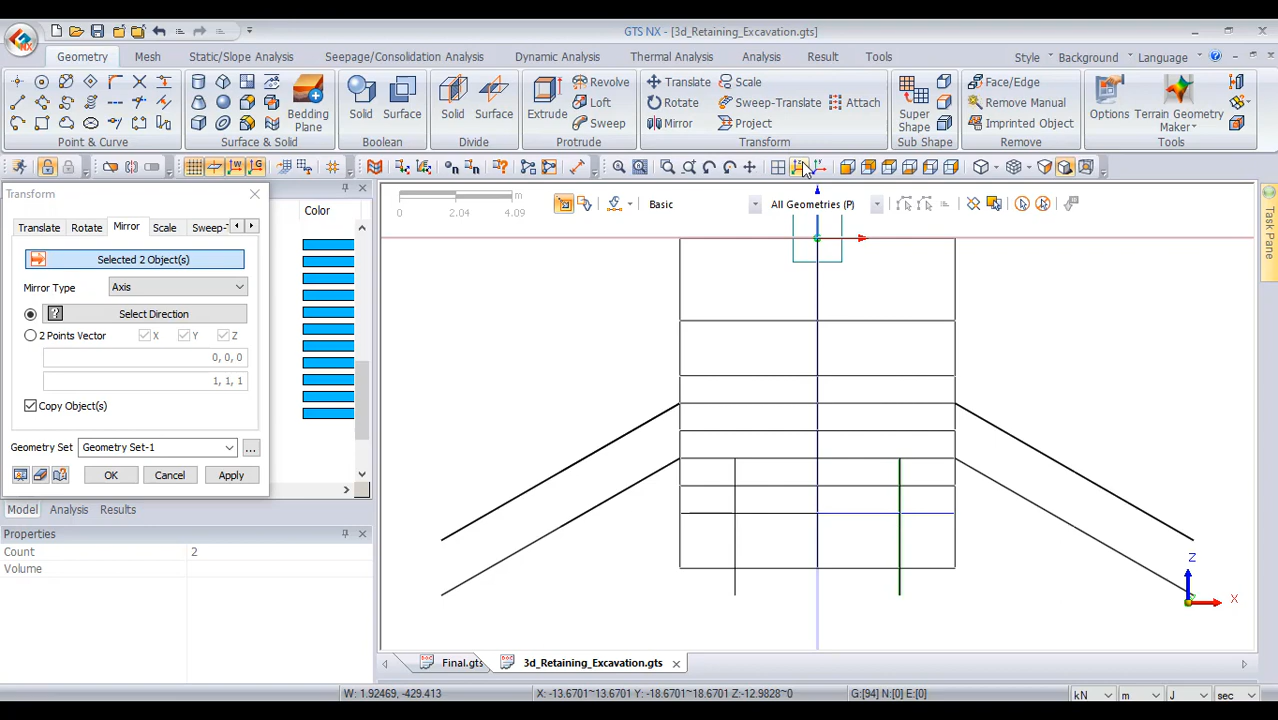 GTS NX - [3d_Retaining_Excavation.gts]
Geometry Mesh Static/Slope Analysis Seepage/Consolidation Analysis Dynamic Analysis Thermal Analysis Analysis Result Tools Style Background Language
Solid Surface Solid Surface Extrude Revolve Translate Scale Super Shape Face/Edge Options Terrain Geometry Maker
Bedding Plane Loft Rotate Sweep-Translate Attach Remove Manual
Sweep Mirror Project Imprinted Object
Point & Curve Surface & Solid Boolean Divide Protrude Transform Sub Shape Remove Tools
Transform
Color
m
0 2.04 4.09
Basic
All Geometries (P)
Task Pane
Translate Rotate Mirror Scale Sweep-
Selected 2 Object(s)
Mirror Type Axis
Select Direction
2 Points Vector X Y Z
0, 0, 0
1, 1, 1
Copy Object(s)
Geometry Set Geometry Set-1 ...
OK Cancel Apply
Model Analysis Results
Properties
Count 2
Volume
Z
X
Final.gts 3d_Retaining_Excavation.gts
W: 1.92469, -429.413 X: -13.6701~13.6701 Y: -18.6701~18.6701 Z:-12.9828~0 G:[94] N:[0] E:[0] kN m J sec